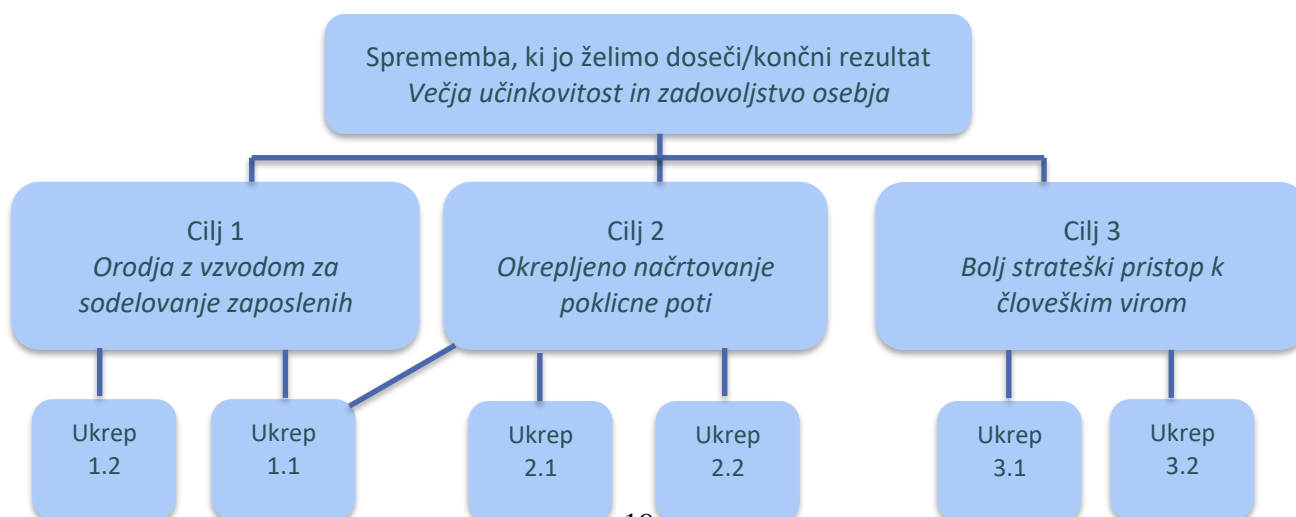 Sprememba, ki jo želimo doseči/končni rezultat
Večja učinkovitost in zadovoljstvo osebja
Cilj 1
Orodja z vzvodom za
sodelovanje zaposlenih
Cilj 2
Okrepljeno načrtovanje
poklicne poti
Cilj 3
Bolj strateški pristop k
človeškim virom
Ukrep
1.2
Ukrep
1.1
Ukrep
2.1
Ukrep
2.2
Ukrep
3.1
Ukrep
3.2